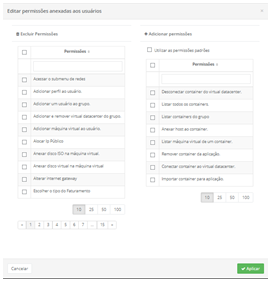 Editar permissões anexadas aos usuários
×
Excluir Permissões
Permissões
Acessar o submenu de redes
Adicionar perfil ao usuário
Adicionar um usuário ao grupo.
Adicionar e remover virtual datacenter do grupo
Adicionar máquina virtual ao usuário.
Alocar Ip Público
Anexar disco ISO na máquina virtual
Anexar disco virtual na máquina virtual
Alterar internet gateway
Escolher o tipo de Faturamento
10 25 50 100
« 1 2 3 4 5 6 7 ... 15 »
+ Adicionar permissões
Utilizar as permissões padrões
Permissões
Desconectar container do virtual datacenter.
Listar todos os containers.
Listar containers do grupo
Anexar host ao container.
Listar máquina virtual de um container
Remover container da aplicação.
Conectar container ao virtual datacenter.
Importar container para aplicação.
10 25 50 100
Cancelar
Aplicar